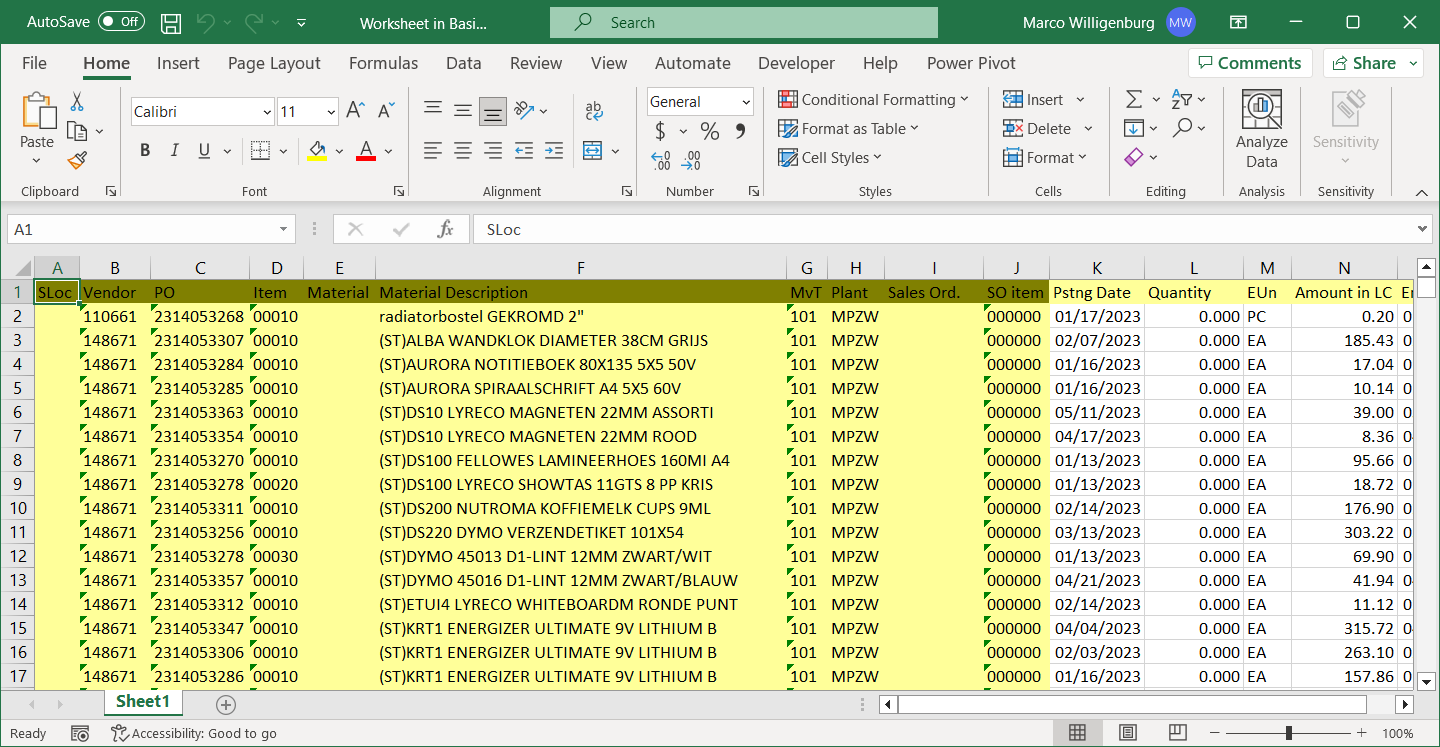 AutoSave Off Worksheet in Basi... Search Marco Willigenburg MW
File Home Insert Page Layout Formulas Data Review View Automate Developer Help Power Pivot Comments Share
Paste
Clipboard
Calibri 11
B I U A
Font
ab
Alignment
General
$ % 9
.00 .00
Number
Conditional Formatting
Format as Table
Cell Styles
Styles
Insert
Delete
Format
Cells
Editing
Analyze Data
Analysis
Sensitivity
Sensitivity
A1 fx SLoc
A B C D E F G H I J K L M N
1 SLoc Vendor PO Item Material Material Description MvT Plant Sales Ord. SO item Pstng Date Quantity EUn Amount in LC
2 110661 2314053268 00010 radiatorbostel GEKROMD 2" 101 MPZW 000000 01/17/2023 0.000 PC 0.20
3 148671 2314053307 00010 (ST)ALBA WANDKLOK DIAMETER 38CM GRIJS 101 MPZW 000000 02/07/2023 0.000 EA 185.43
4 148671 2314053284 00010 (ST)AURORA NOTITIEBOEK 80X135 5X5 50V 101 MPZW 000000 01/16/2023 0.000 EA 17.04
5 148671 2314053285 00010 (ST)AURORA SPIRAALSCHRIFT A4 5X5 60V 101 MPZW 000000 01/16/2023 0.000 EA 10.14
6 148671 2314053363 00010 (ST)DS10 LYRECO MAGNETEN 22MM ASSORTI 101 MPZW 000000 05/11/2023 0.000 EA 39.00
7 148671 2314053354 00010 (ST)DS10 LYRECO MAGNETEN 22MM ROOD 101 MPZW 000000 04/17/2023 0.000 EA 8.36
8 148671 2314053270 00010 (ST)DS100 FELLOWES LAMINEERHOES 160MI A4 101 MPZW 000000 01/13/2023 0.000 EA 95.66
9 148671 2314053278 00020 (ST)DS100 LYRECO SHOWTAS 11GTS 8 PP KRIS 101 MPZW 000000 01/13/2023 0.000 EA 18.72
10 148671 2314053311 00010 (ST)DS200 NUTROMA KOFFIEMELK CUPS 9ML 101 MPZW 000000 02/14/2023 0.000 EA 176.90
11 148671 2314053256 00010 (ST)DS220 DYMO VERZENDETIKET 101X54 101 MPZW 000000 03/13/2023 0.000 EA 303.22
12 148671 2314053278 00030 (ST)DYMO 45013 D1-LINT 12MM ZWART/WIT 101 MPZW 000000 01/13/2023 0.000 EA 69.90
13 148671 2314053357 00010 (ST)DYMO 45016 D1-LINT 12MM ZWART/BLAUW 101 MPZW 000000 04/21/2023 0.000 EA 41.94
14 148671 2314053312 00010 (ST)ETUI4 LYRECO WHITEBOARDM RONDE PUNT 101 MPZW 000000 02/14/2023 0.000 EA 11.12
15 148671 2314053347 00010 (ST)KRT1 ENERGIZER ULTIMATE 9V LITHIUM B 101 MPZW 000000 04/04/2023 0.000 EA 315.72
16 148671 2314053306 00010 (ST)KRT1 ENERGIZER ULTIMATE 9V LITHIUM B 101 MPZW 000000 02/03/2023 0.000 EA 263.10
17 148671 2314053286 00010 (ST)KRT1 ENERGIZER ULTIMATE 9V LITHIUM B 101 MPZW 000000 01/16/2023 0.000 EA 157.86
Sheet1
Ready Accessibility: Good to go 100%